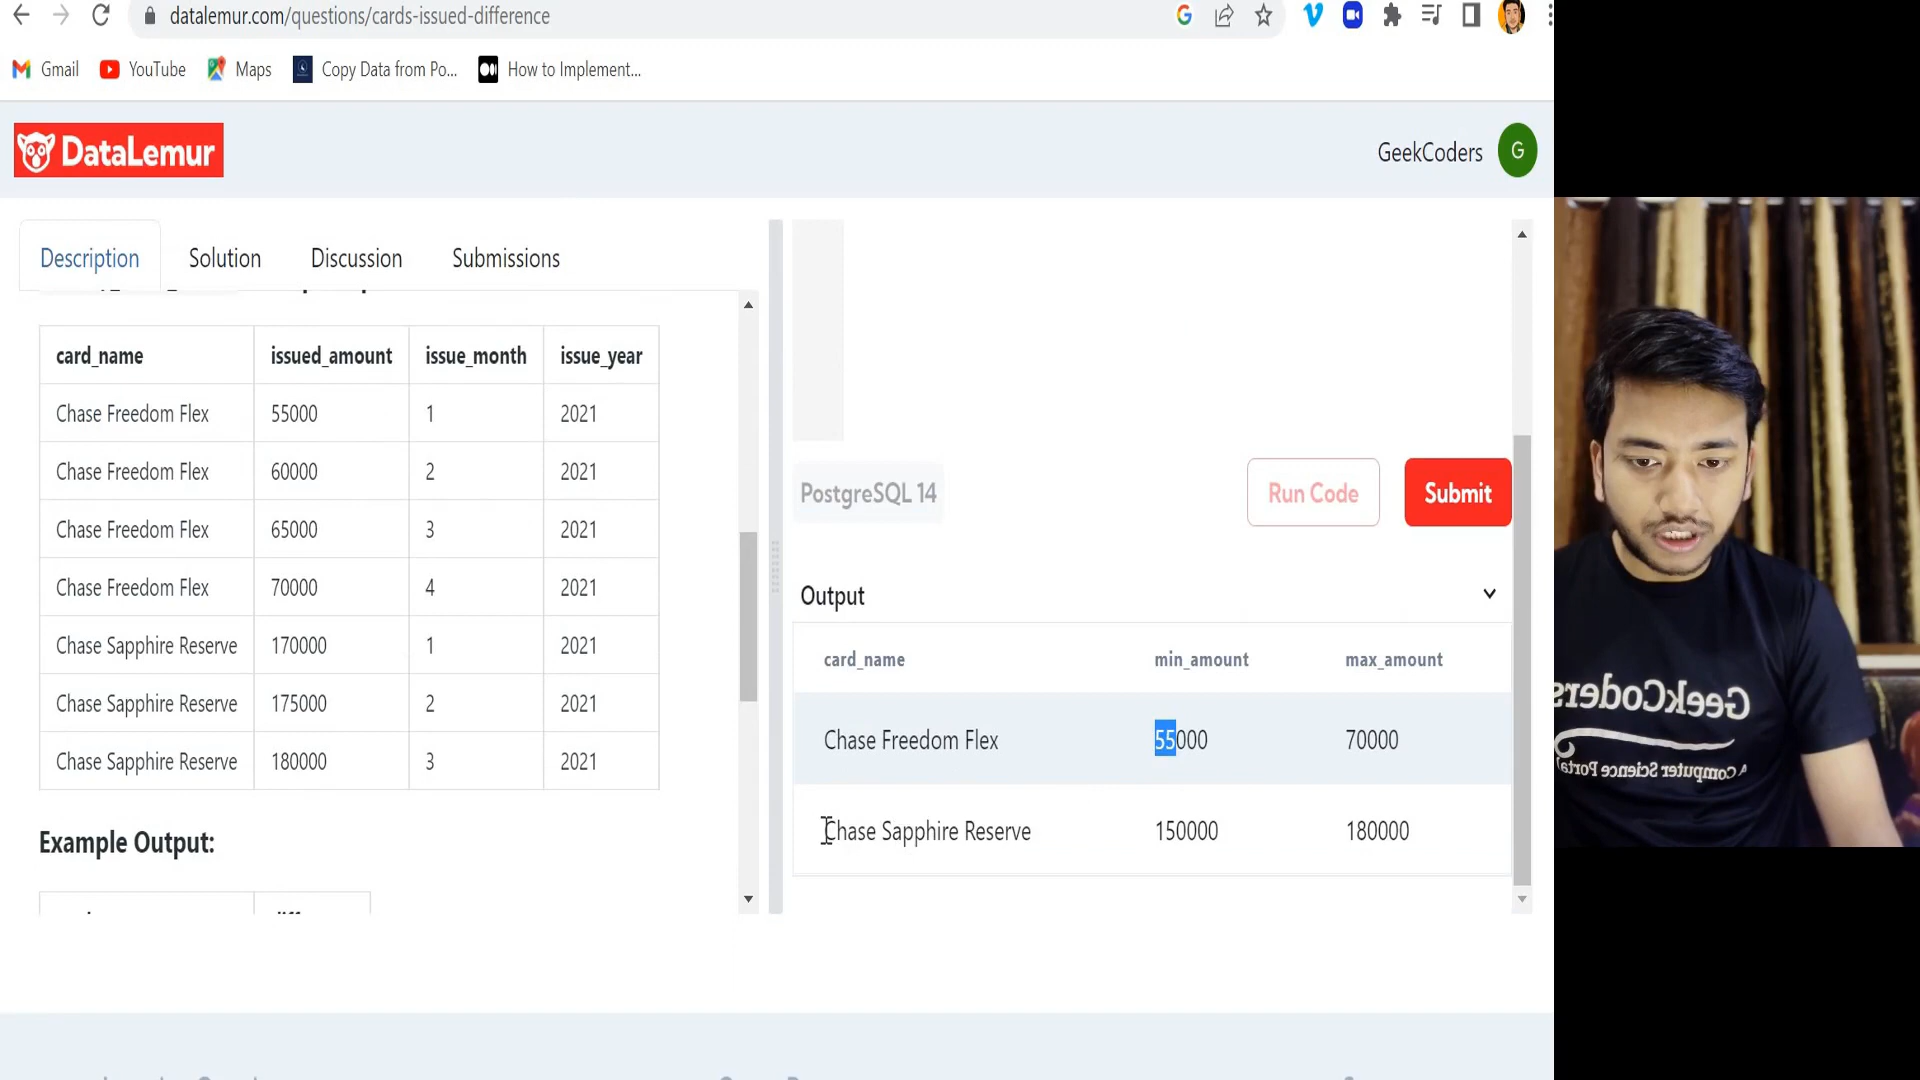 datalemur.com/questions/cards-issued-difference
Gmail YouTube Maps Copy Data from Po... How to Implement...
DataLemur
GeekCoders G
Description Solution Discussion Submissions
card_name issued_amount issue_month issue_year
Chase Freedom Flex 55000 1 2021
Chase Freedom Flex 60000 2 2021
Chase Freedom Flex 65000 3 2021
Chase Freedom Flex 70000 4 2021
Chase Sapphire Reserve 170000 1 2021
Chase Sapphire Reserve 175000 2 2021
Chase Sapphire Reserve 180000 3 2021
Example Output:
PostgreSQL 14 Run Code Submit
Output
card_name min_amount max_amount
Chase Freedom Flex 55000 70000
Chase Sapphire Reserve 150000 180000
GeekCoders
A Computer Science Portal